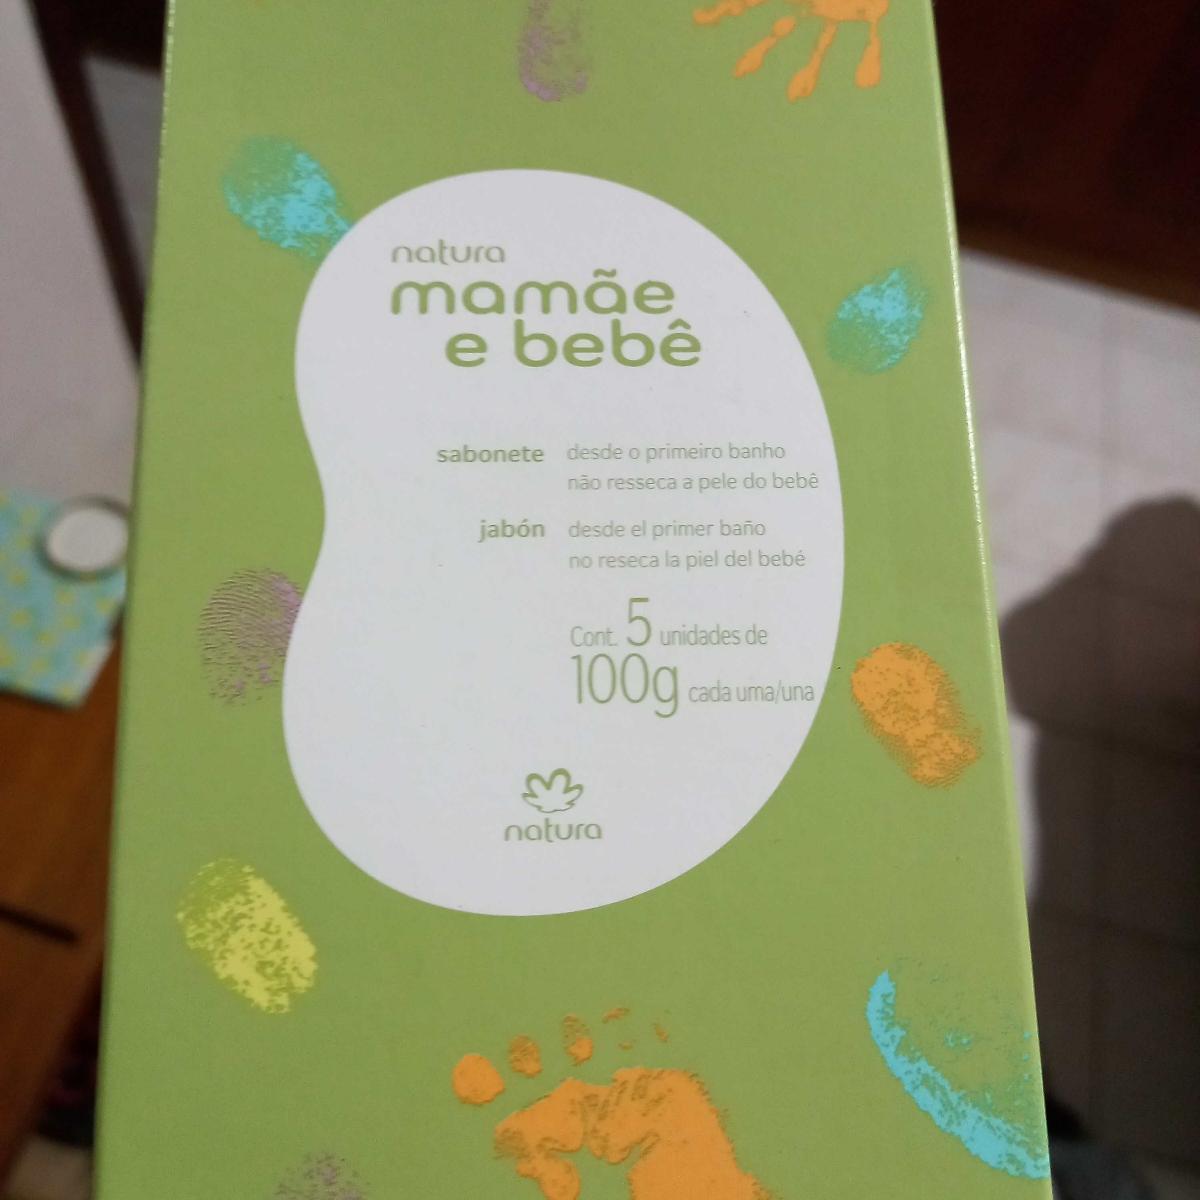 natura
mamãe
e bebê
sabonete desde o primeiro banho
não resseca a pele do bebê
jabón desde el primer baño
no reseca la piel del bebé
Cont. 5 unidades de
100g cada uma/una
natura